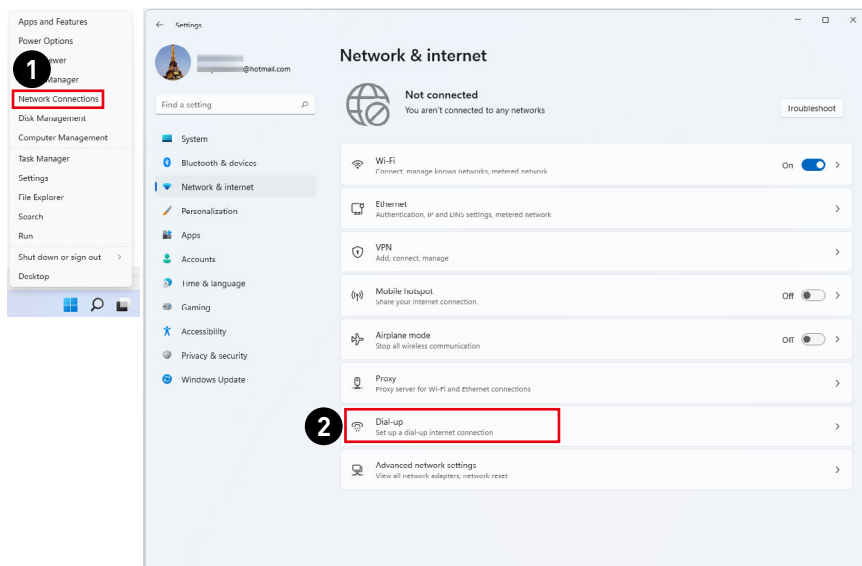 Apps and Features
Power Options
ewer
1
Manager
Network Connections
Disk Management
Computer Management
Task Manager
Settings
File Explorer
Search
Run
Shut down or sign out
Desktop
Settings
@hotmail.com
Find a setting
System
Bluetooth & devices
Network & internet
Personalization
Apps
Accounts
Time & language
Gaming
Accessibility
Privacy & security
Windows Update
Network & internet
Not connected
You aren't connected to any networks
Troubleshoot
Wi-Fi
Connect, manage known networks, metered network
On
Ethernet
Authentication, IP and DNS settings, metered network
VPN
Add, connect, manage
Mobile hotspot
Share your internet connection
Off
Airplane mode
Stop all wireless communication
Off
Proxy
Proxy server for Wi-Fi and Ethernet connections
2
Dial-up
Set up a dial-up internet connection
Advanced network settings
View all network adapters, network reset